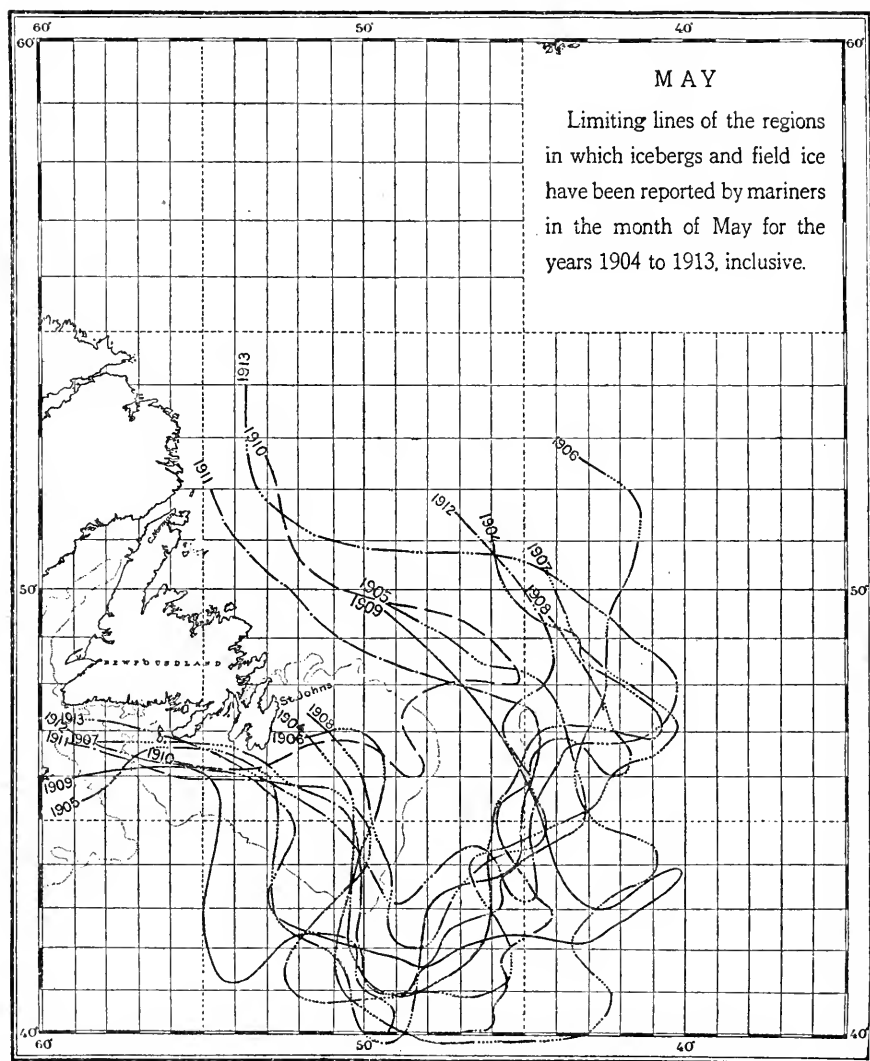 60° 50° 40°
60° 60°
MAY
Limiting lines of the regions
in which icebergs and field ice
have been reported by mariners
in the month of May for the
years 1904 to 1913, inclusive.
1913
1910
1911
1906
1912
1904
1907
1908
1905
1909
50° 50°
NEWFOUNDLAND
St. Johns
1904
1908
1906
1912 1913
1911 1907
1910
1909
1905
40° 40°
60° 50° 40°